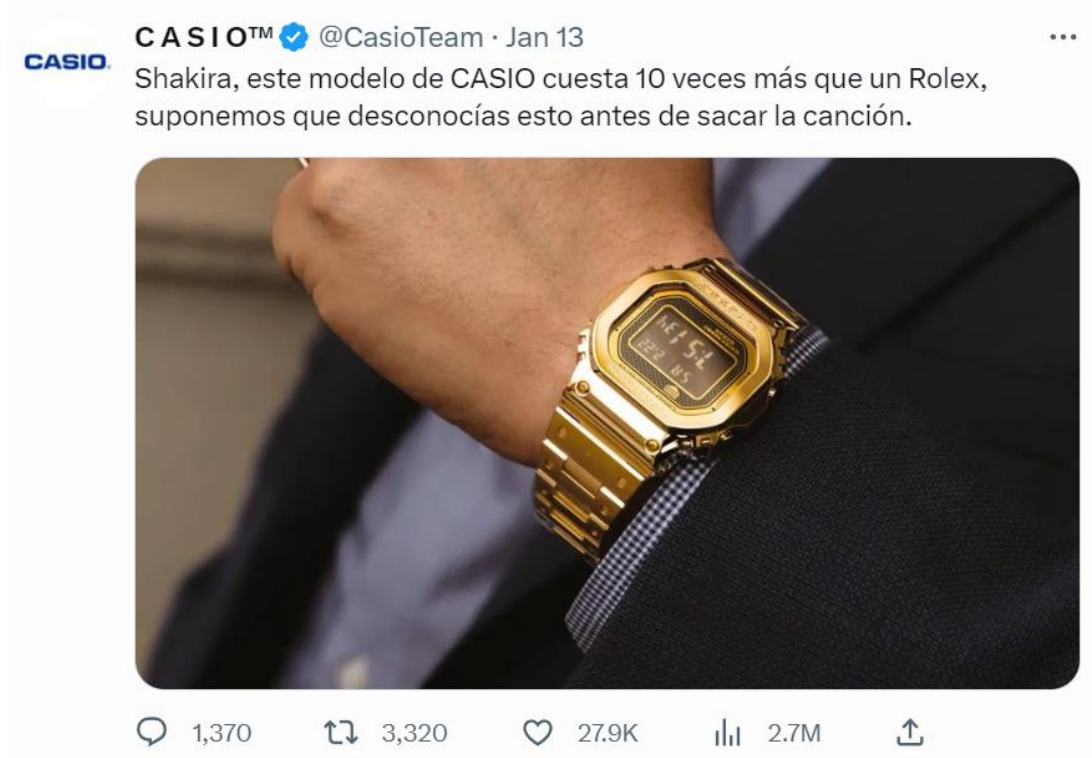 CASIO™ @CasioTeam · Jan 13
CASIO
Shakira, este modelo de CASIO cuesta 10 veces más que un Rolex,
suponemos que desconocías esto antes de sacar la canción.
1,370 3,320 27.9K 2.7M